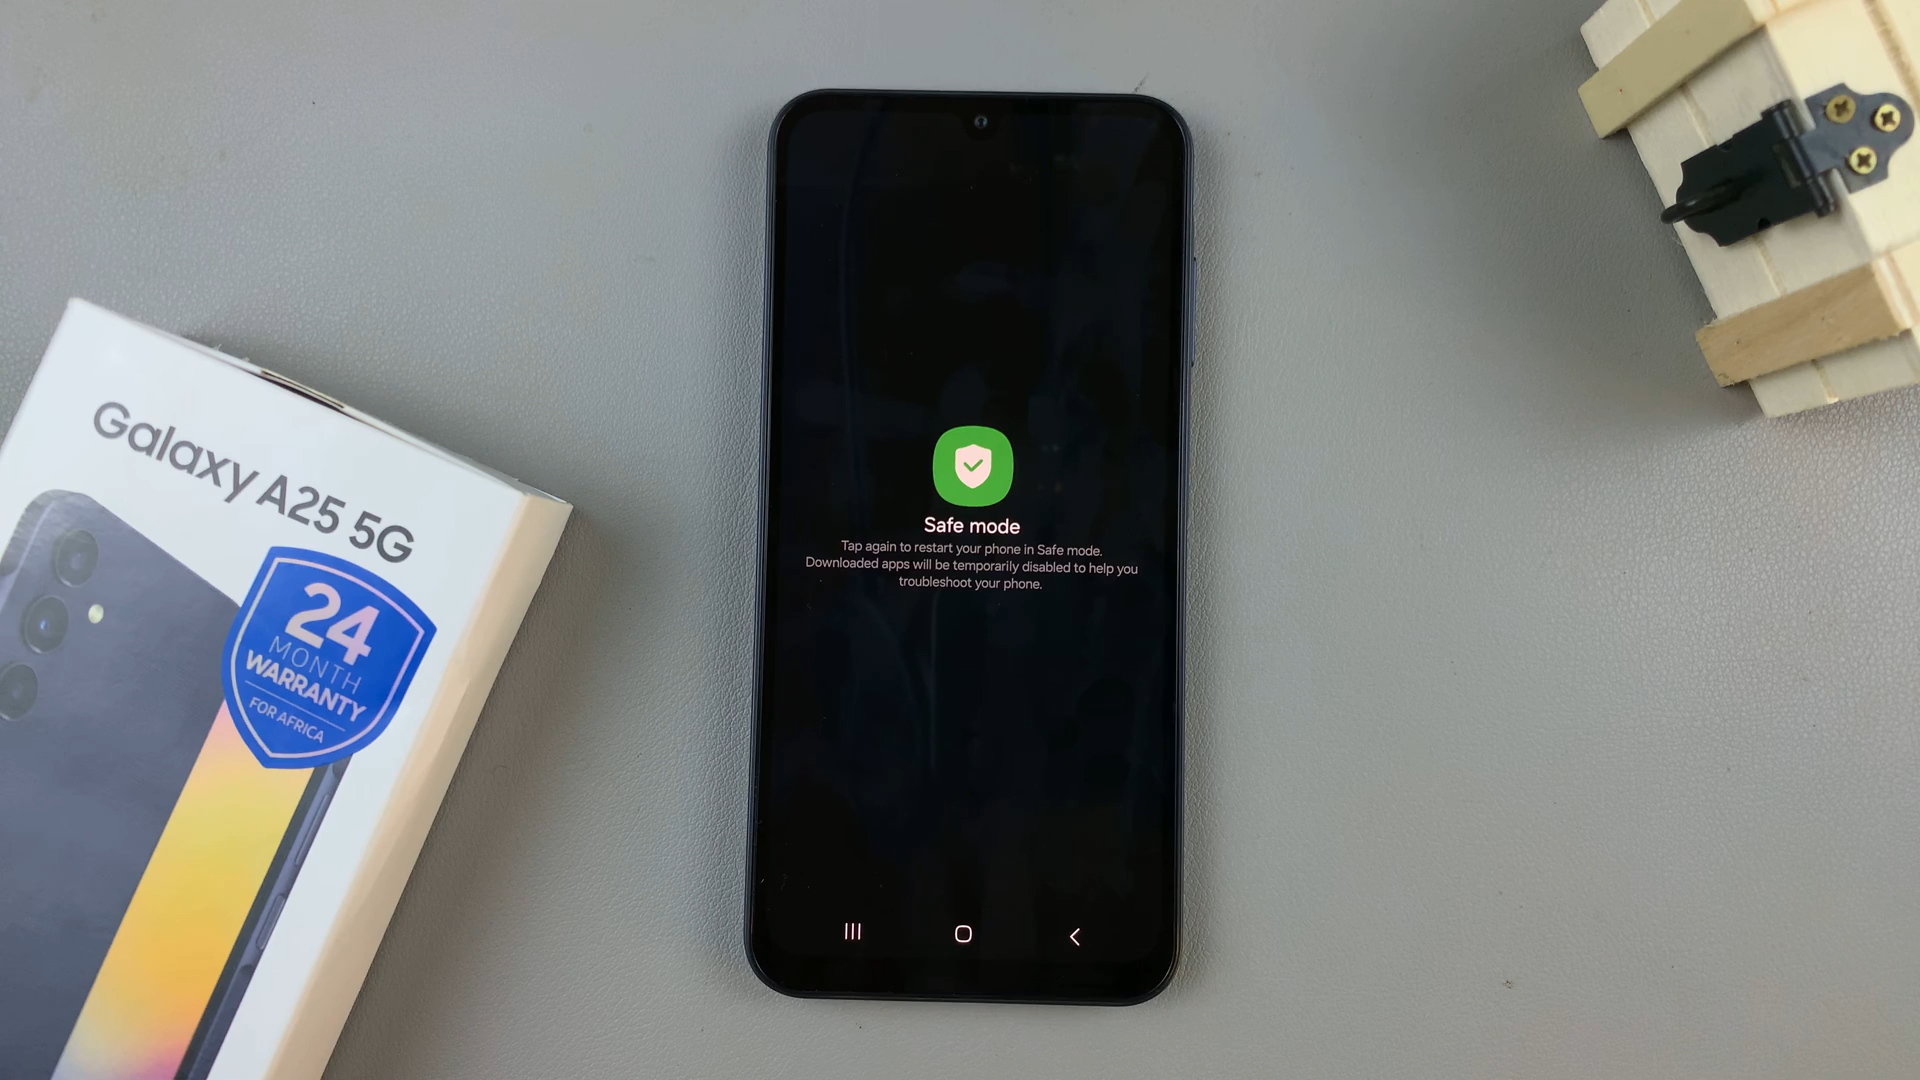 Galaxy A25 5G
24
MONTH
WARRANTY
FOR AFRICA
Safe mode
Tap again to restart your phone in Safe mode.
Downloaded apps will be temporarily disabled to help you
troubleshoot your phone.